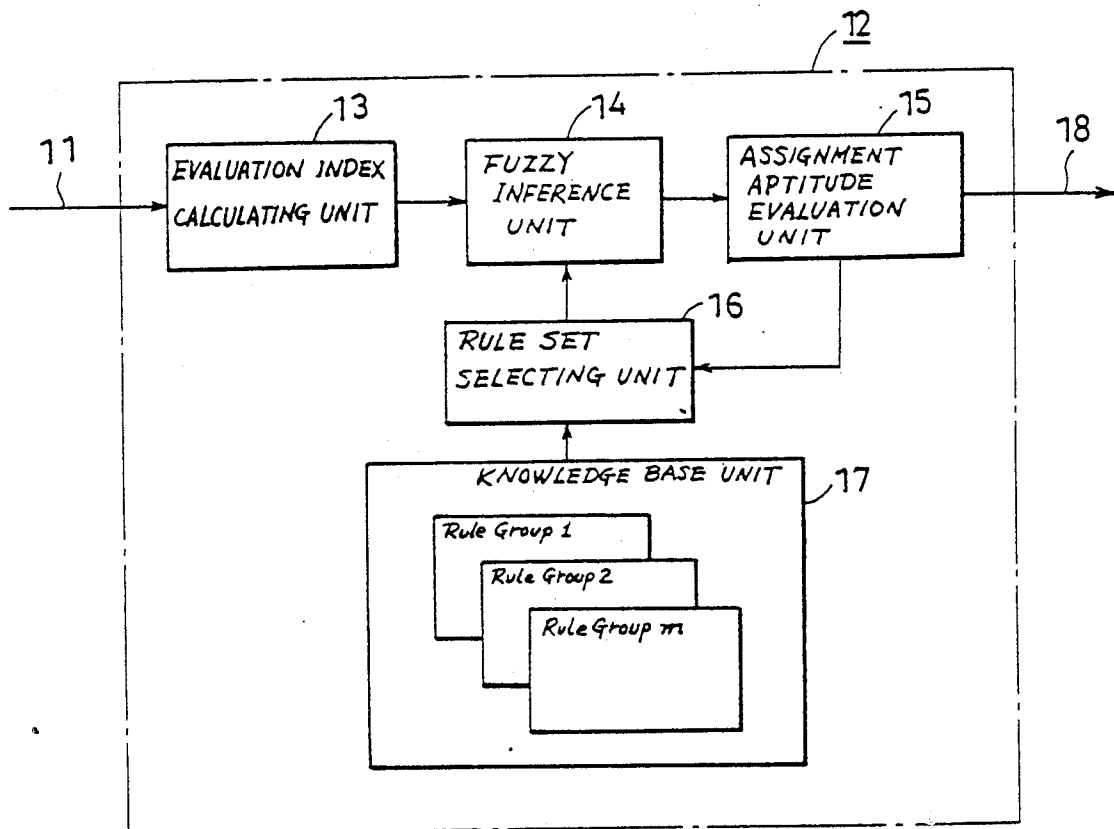 12
13
14
15
11
18
EVALUATION INDEX
CALCULATING UNIT
FUZZY
INFERENCE
UNIT
ASSIGNMENT
APTITUDE
EVALUATION
UNIT
16
RULE SET
SELECTING UNIT
KNOWLEDGE BASE UNIT
17
Rule Group 1
Rule Group 2
Rule Group m